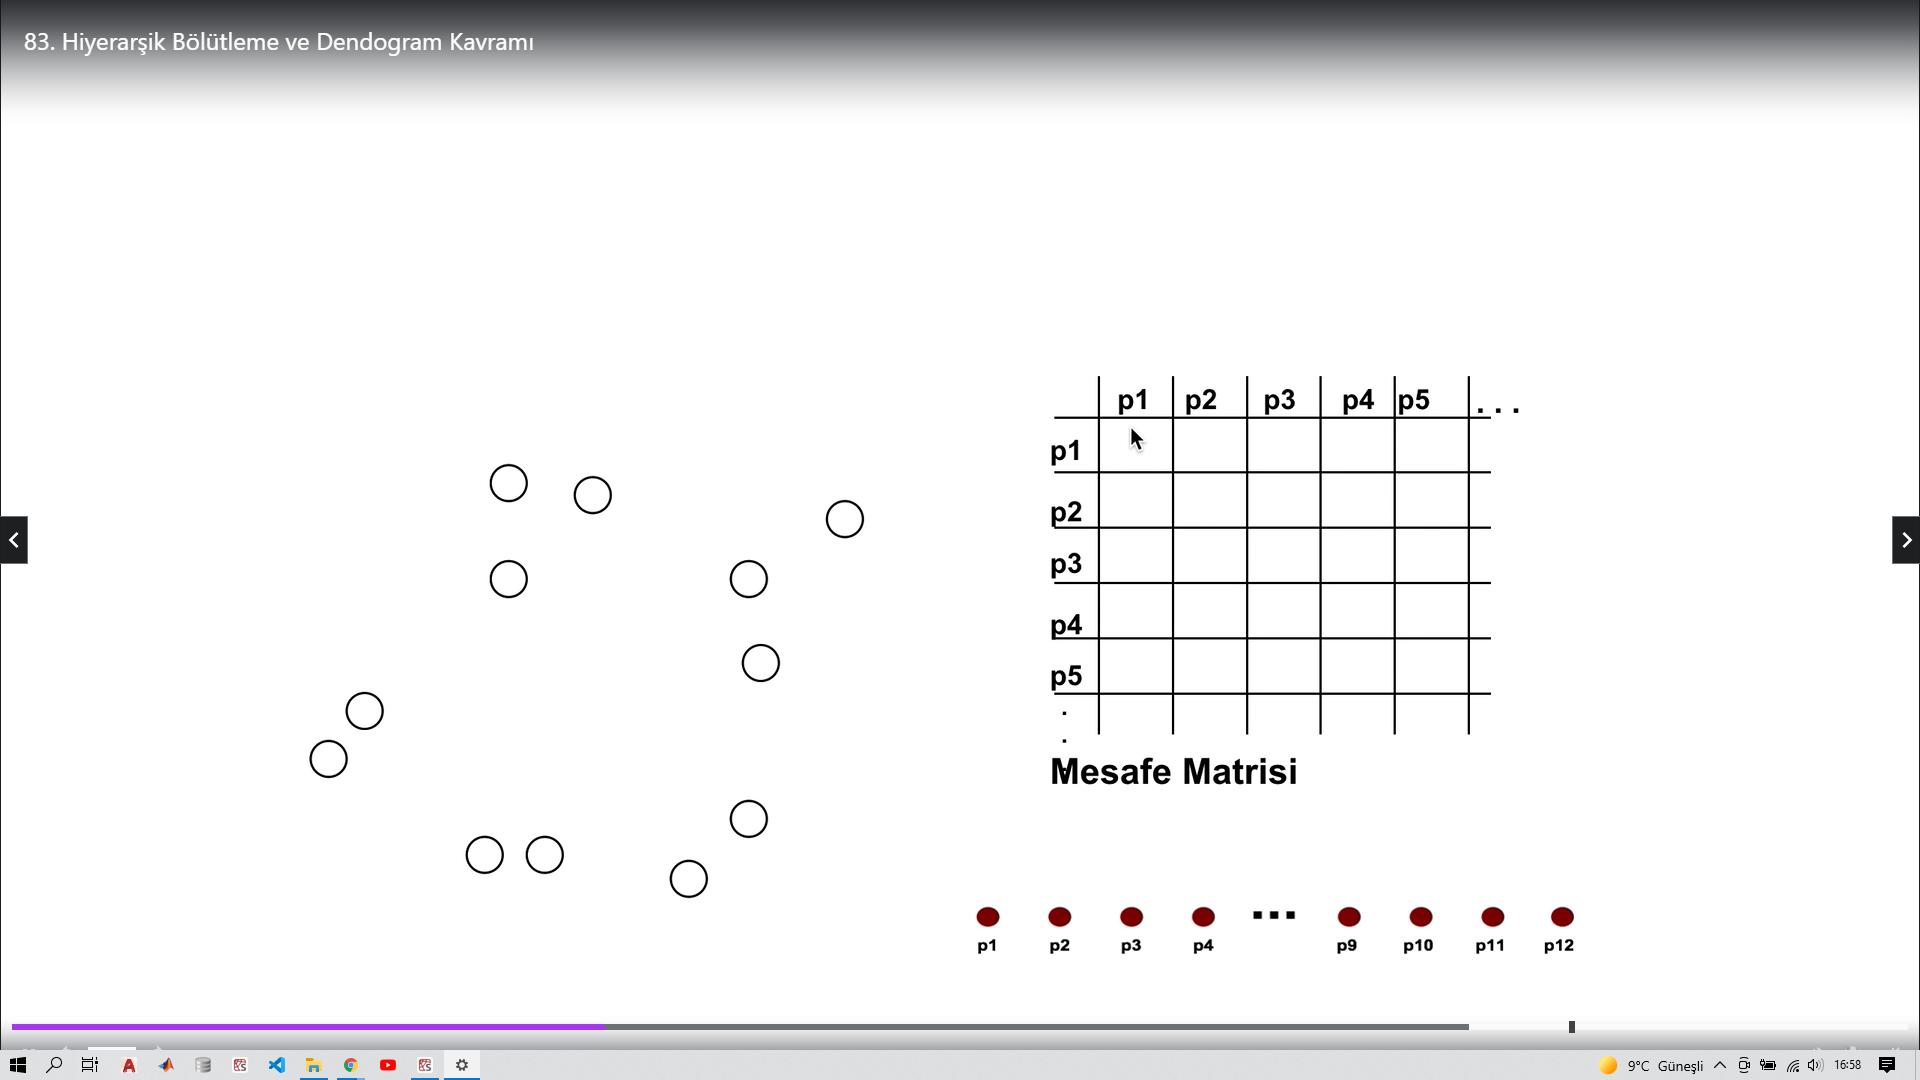 83. Hiyerarşik Bölütleme ve Dendogram Kavramı
p1 p2 p3 p4 p5 . . .
p1
p2
p3
p4
p5
.
.
Mesafe Matrisi
p1 p2 p3 p4 ... p9 p10 p11 p12
9°C Güneşli 16:58